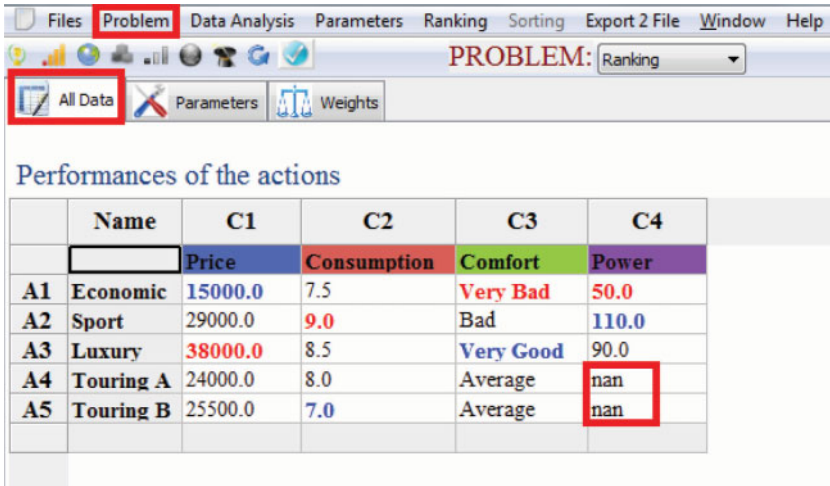 Files Problem Data Analysis Parameters Ranking Sorting Export 2 File Window Help
PROBLEM: Ranking
All Data Parameters Weights
Performances of the actions
Name C1 C2 C3 C4
Price Consumption Comfort Power
A1 Economic 15000.0 7.5 Very Bad 50.0
A2 Sport 29000.0 9.0 Bad 110.0
A3 Luxury 38000.0 8.5 Very Good 90.0
A4 Touring A 24000.0 8.0 Average nan
A5 Touring B 25500.0 7.0 Average nan